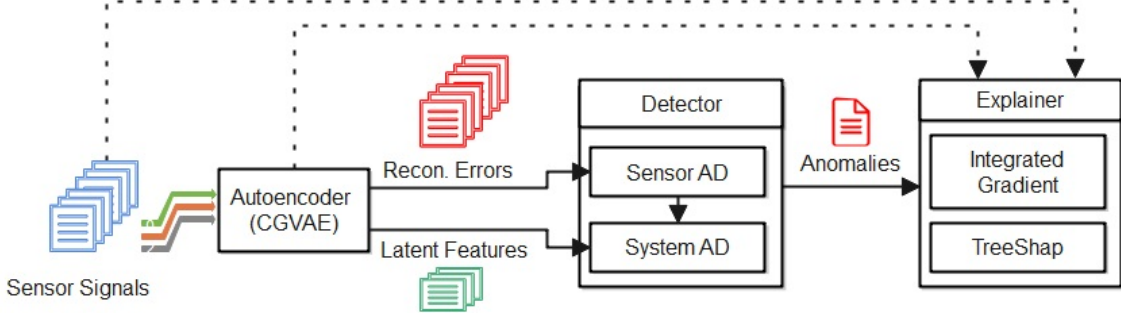 Detector
Explainer
Recon. Errors
Anomalies
Sensor AD
Integrated
Gradient
Autoencoder
(CGVAE)
System AD
TreeShap
Latent Features
Sensor Signals